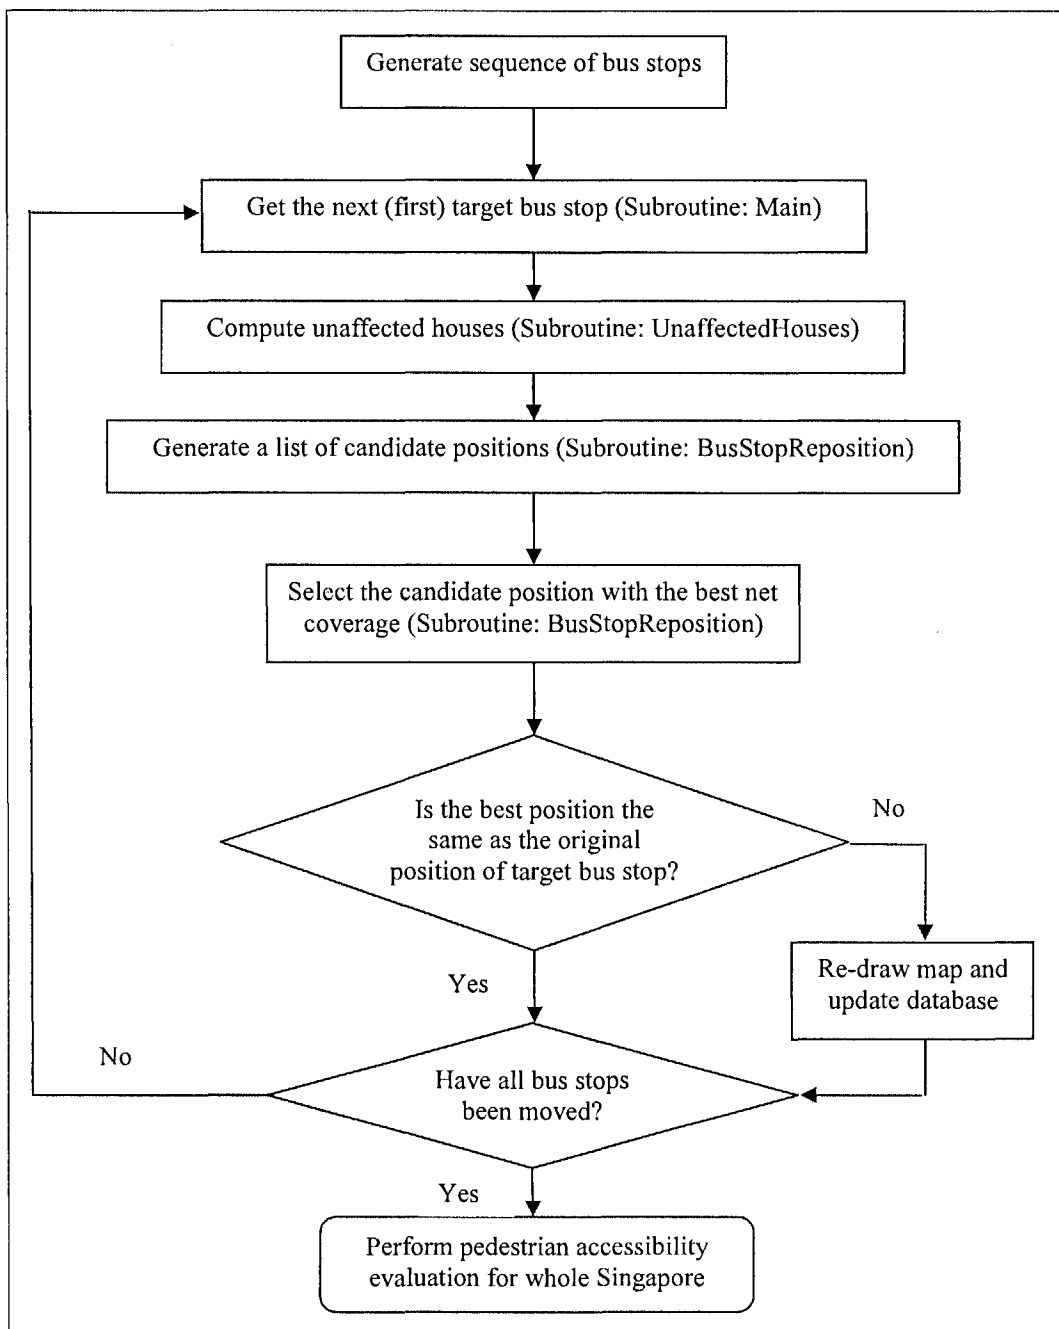 Generate sequence of bus stops
Get the next (first) target bus stop (Subroutine: Main)
Compute unaffected houses (Subroutine: UnaffectedHouses)
Generate a list of candidate positions (Subroutine: BusStopReposition)
Select the candidate position with the best net
coverage (Subroutine: BusStopReposition)
Is the best position the
same as the original
position of target bus stop?
No
Yes
Re-draw map and
update database
No
Have all bus stops
been moved?
Yes
Perform pedestrian accessibility
evaluation for whole Singapore